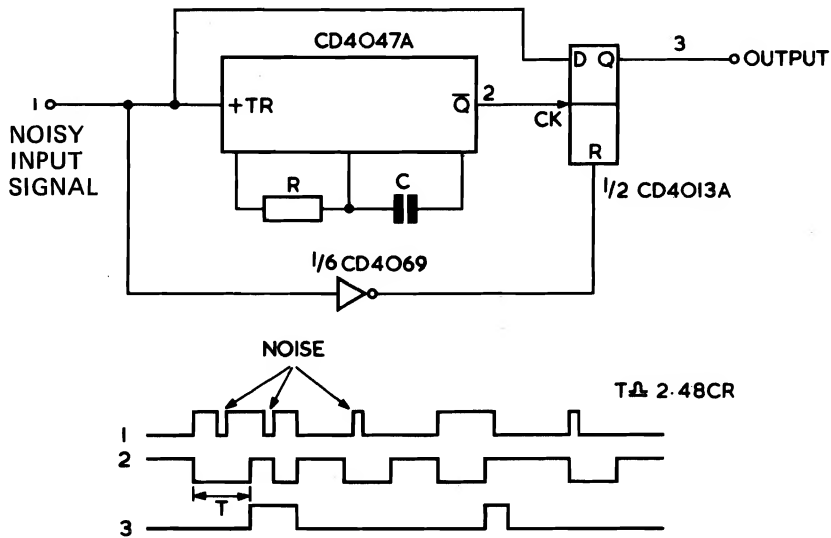 CD4047A
3
D Q
OUTPUT
1
+TR
Q̅
2
CK
NOISY
INPUT
SIGNAL
R
C
R
1/2 CD4013A
1/6 CD4069
NOISE
T≏ 2·48CR
1
2
T
3